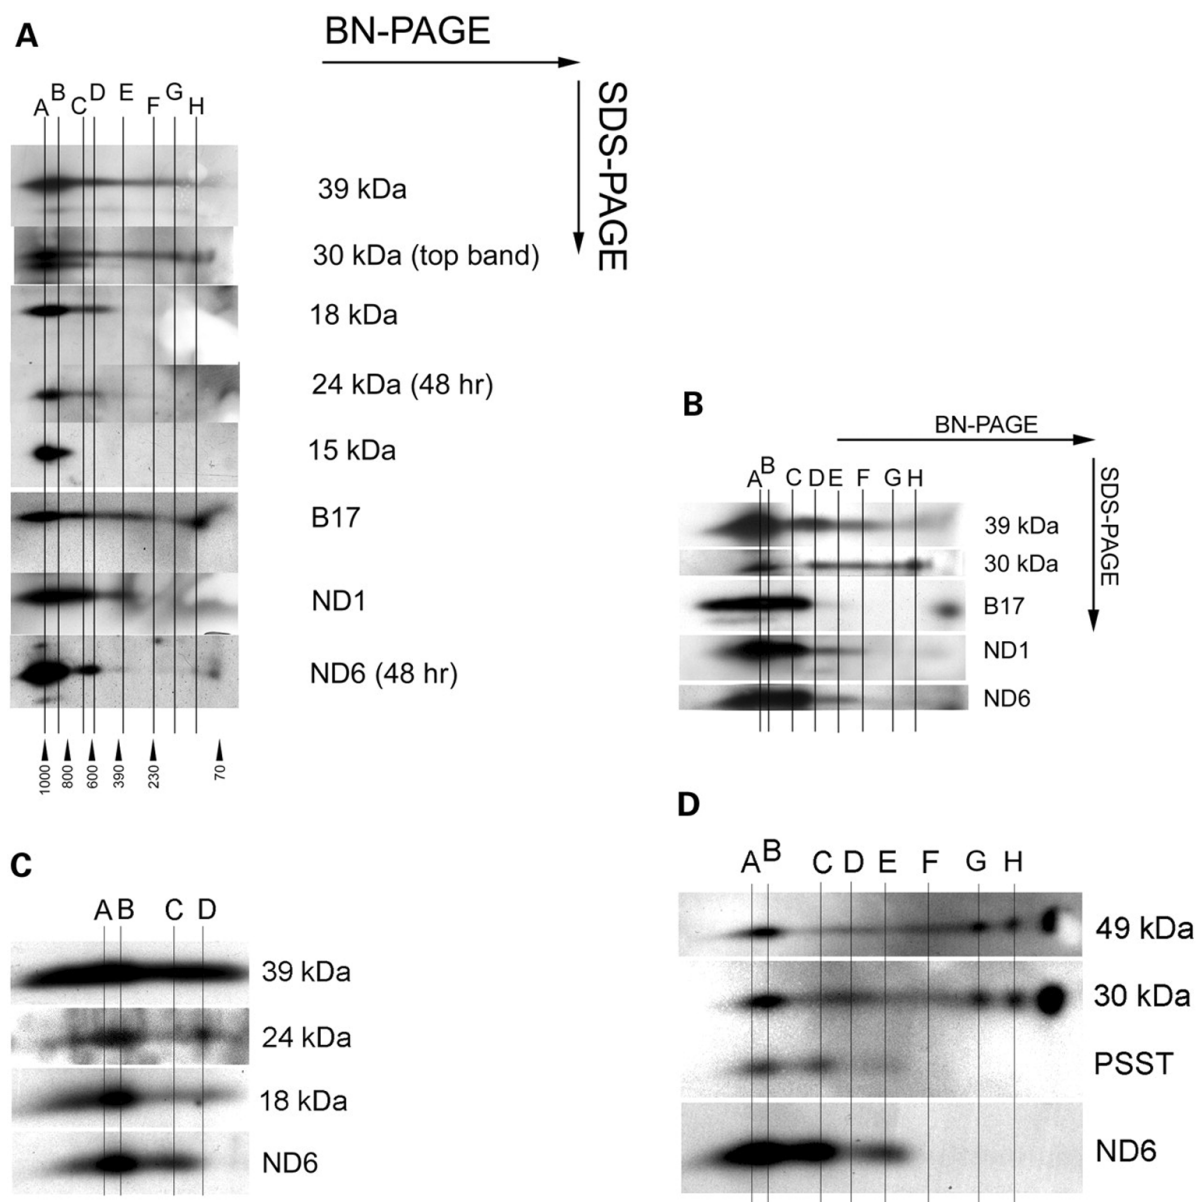 A
BN-PAGE
SDS-PAGE
A B C D E F G H
39 kDa
30 kDa (top band)
18 kDa
24 kDa (48 hr)
15 kDa
B17
ND1
ND6 (48 hr)
1000 800 600 390 230 70
B
BN-PAGE
SDS-PAGE
A B C D E F G H
39 kDa
30 kDa
B17
ND1
ND6
C
A B C D
39 kDa
24 kDa
18 kDa
ND6
D
A B C D E F G H
49 kDa
30 kDa
PSST
ND6